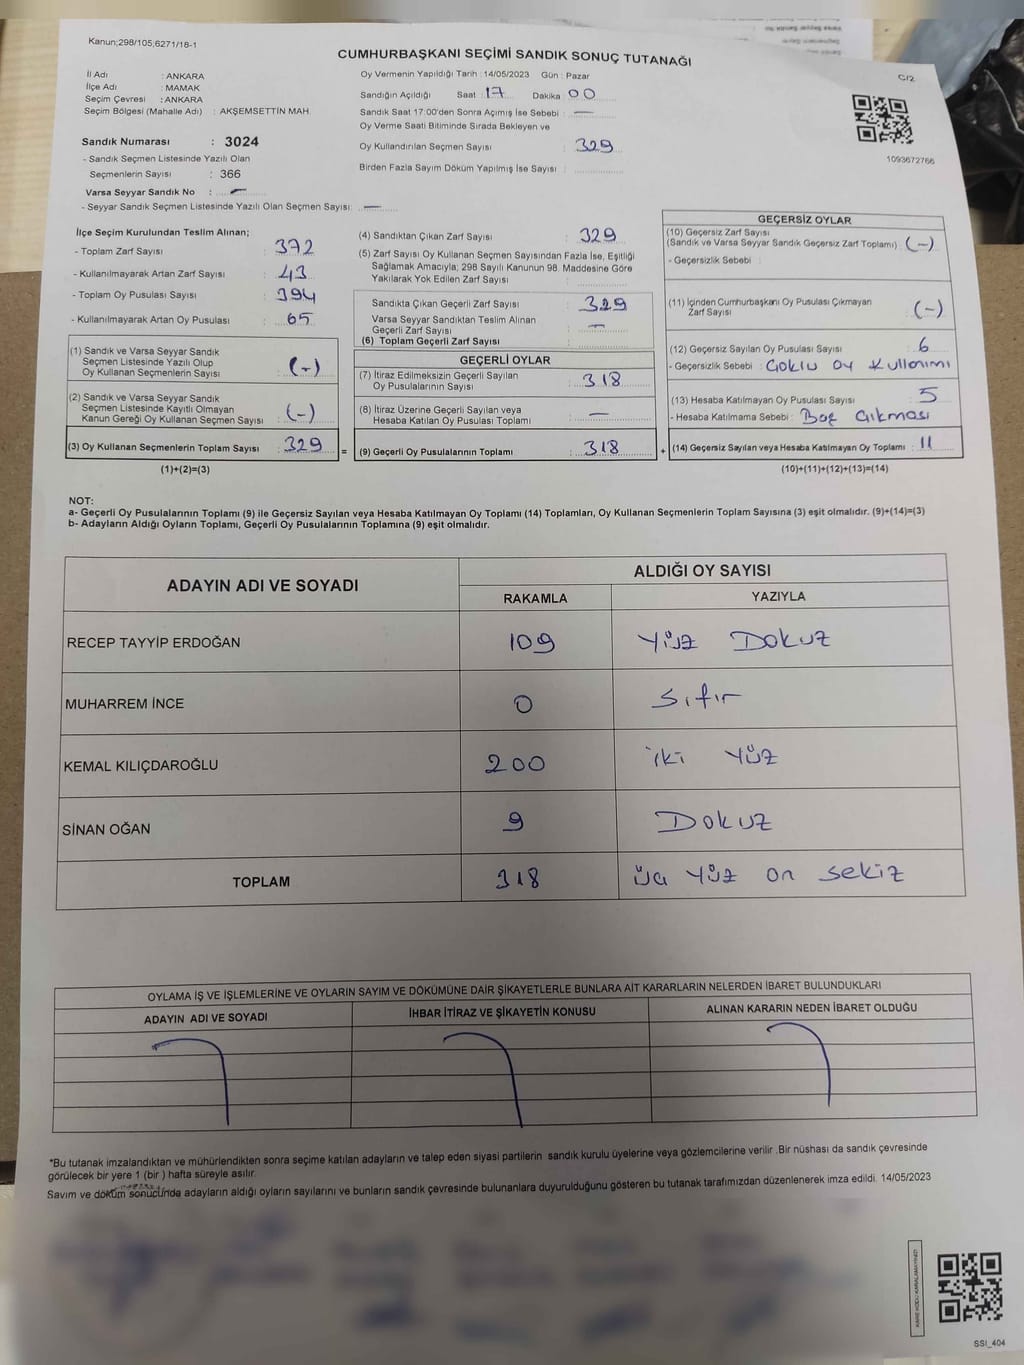 Kanun;298/105,6271/18-1
CUMHURBAŞKANI SEÇİMİ SANDIK SONUÇ TUTANAĞI
C/2
İl Adı : ANKARA
İlçe Adı : MAMAK
Seçim Çevresi : ANKARA
Seçim Bölgesi (Mahalle Adı) : AKŞEMSETTİN MAH.
Sandık Numarası : 3024
- Sandık Seçmen Listesinde Yazılı Olan
Seçmenlerin Sayısı : 366
Varsa Seyyar Sandık No : —
- Seyyar Sandık Seçmen Listesinde Yazılı Olan Seçmen Sayısı: —
Oy Vermenin Yapıldığı Tarih : 14/05/2023 Gün : Pazar
Sandığın Açıldığı Saat : 17 Dakika : 00
Sandık Saat 17:00'den Sonra Açımış İse Sebebi : —
Oy Verme Saati Bitiminde Sırada Bekleyen ve
Oy Kullandırılan Seçmen Sayısı : 329
Birden Fazla Sayım Döküm Yapılmış İse Sayısı :
1093672766
İlçe Seçim Kurulundan Teslim Alınan;
- Toplam Zarf Sayısı : 372
- Kullanılmayarak Artan Zarf Sayısı : 43
- Toplam Oy Pusulası Sayısı : 394
- Kullanılmayarak Artan Oy Pusulası : 65
(1) Sandık ve Varsa Seyyar Sandık
Seçmen Listesinde Yazılı Olup
Oy Kullanan Seçmenlerin Sayısı : (-)
(2) Sandık ve Varsa Seyyar Sandık
Seçmen Listesinde Kayıtlı Olmayan
Kanun Gereği Oy Kullanan Seçmen Sayısı : (-)
(3) Oy Kullanan Seçmenlerin Toplam Sayısı : 329 =
(1)+(2)=(3)
(4) Sandıktan Çıkan Zarf Sayısı : 329
(5) Zarf Sayısı Oy Kullanan Seçmen Sayısından Fazla İse, Eşitliği
Sağlamak Amacıyla; 298 Sayılı Kanunun 98. Maddesine Göre
Yakılarak Yok Edilen Zarf Sayısı :
Sandıkta Çıkan Geçerli Zarf Sayısı : 329
Varsa Seyyar Sandıktan Teslim Alınan
Geçerli Zarf Sayısı : —
(6) Toplam Geçerli Zarf Sayısı :
GEÇERLİ OYLAR
(7) İtiraz Edilmeksizin Geçerli Sayılan
Oy Pusulalarının Sayısı : 318
(8) İtiraz Üzerine Geçerli Sayılan veya
Hesaba Katılan Oy Pusulası Toplamı : —
(9) Geçerli Oy Pusulalarının Toplamı : 318 +
GEÇERSİZ OYLAR
(10) Geçersiz Zarf Sayısı
(Sandık ve Varsa Seyyar Sandık Geçersiz Zarf Toplamı) : (-)
- Geçersizlik Sebebi :
(11) İçinden Cumhurbaşkanı Oy Pusulası Çıkmayan
Zarf Sayısı : (-)
(12) Geçersiz Sayılan Oy Pusulası Sayısı : 6
- Geçersizlik Sebebi : Çoklu oy Kullanımı
(13) Hesaba Katılmayan Oy Pusulası Sayısı : 5
- Hesaba Katılmama Sebebi : Boş Çıkması
(14) Geçersiz Sayılan veya Hesaba Katılmayan Oy Toplamı : 11
(10)+(11)+(12)+(13)=(14)
NOT:
a- Geçerli Oy Pusulalarının Toplamı (9) ile Geçersiz Sayılan veya Hesaba Katılmayan Oy Toplamı (14) Toplamları, Oy Kullanan Seçmenlerin Toplam Sayısına (3) eşit olmalıdır. (9)+(14)=(3)
b- Adayların Aldığı Oyların Toplamı, Geçerli Oy Pusulalarının Toplamına (9) eşit olmalıdır.
ADAYIN ADI VE SOYADI
ALDIĞI OY SAYISI
RAKAMLA YAZIYLA
RECEP TAYYİP ERDOĞAN 109 Yüz Dokuz
MUHARREM İNCE 0 Sıfır
KEMAL KILIÇDAROĞLU 200 iki Yüz
SİNAN OĞAN 9 Dokuz
TOPLAM 318 üç Yüz on sekiz
OYLAMA İŞ VE İŞLEMLERİNE VE OYLARIN SAYIM VE DÖKÜMÜNE DAİR ŞİKAYETLERLE BUNLARA AİT KARARLARIN NELERDEN İBARET BULUNDUKLARI
ADAYIN ADI VE SOYADI
İHBAR İTİRAZ VE ŞİKAYETİN KONUSU
ALINAN KARARIN NEDEN İBARET OLDUĞU
*Bu tutanak imzalandıktan ve mühürlendikten sonra seçime katılan adayların ve talep eden siyasi partilerin sandık kurulu üyelerine veya gözlemcilerine verilir .Bir nüshası da sandık çevresinde
görülecek bir yere 1 (bir ) hafta süreyle asılır.
Sayım ve döküm sonucunda adayların aldığı oyların sayılarını ve bunların sandık çevresinde bulunanlara duyurulduğunu gösteren bu tutanak tarafımızdan düzenlenerek imza edildi. 14/05/2023
KARE KODU KARALAMAYINIZ!
SSI_404